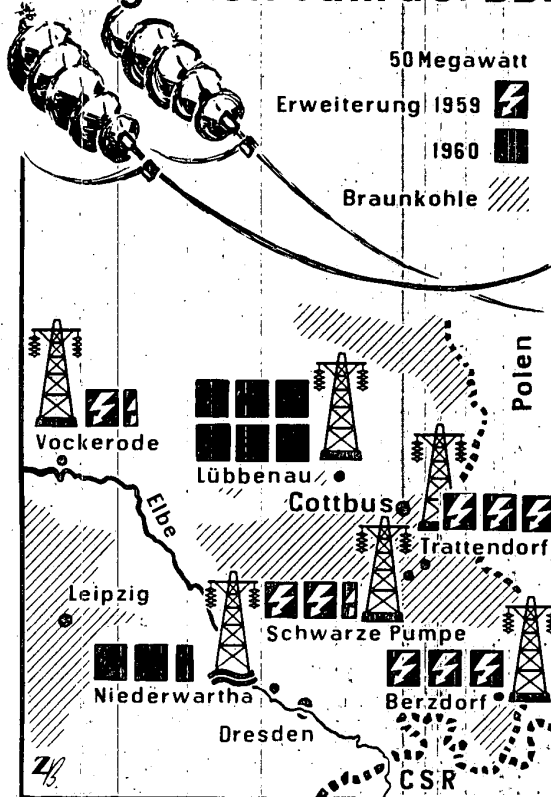 50 Megawatt
Erweiterung 1959
1960
Braunkohle
Polen
Vockerode
Lübbenau
Cottbus
Elbe
Trattendorf
Leipzig
Schwarze Pumpe
Niederwartha
Berzdorf
Dresden
CSR
ZB